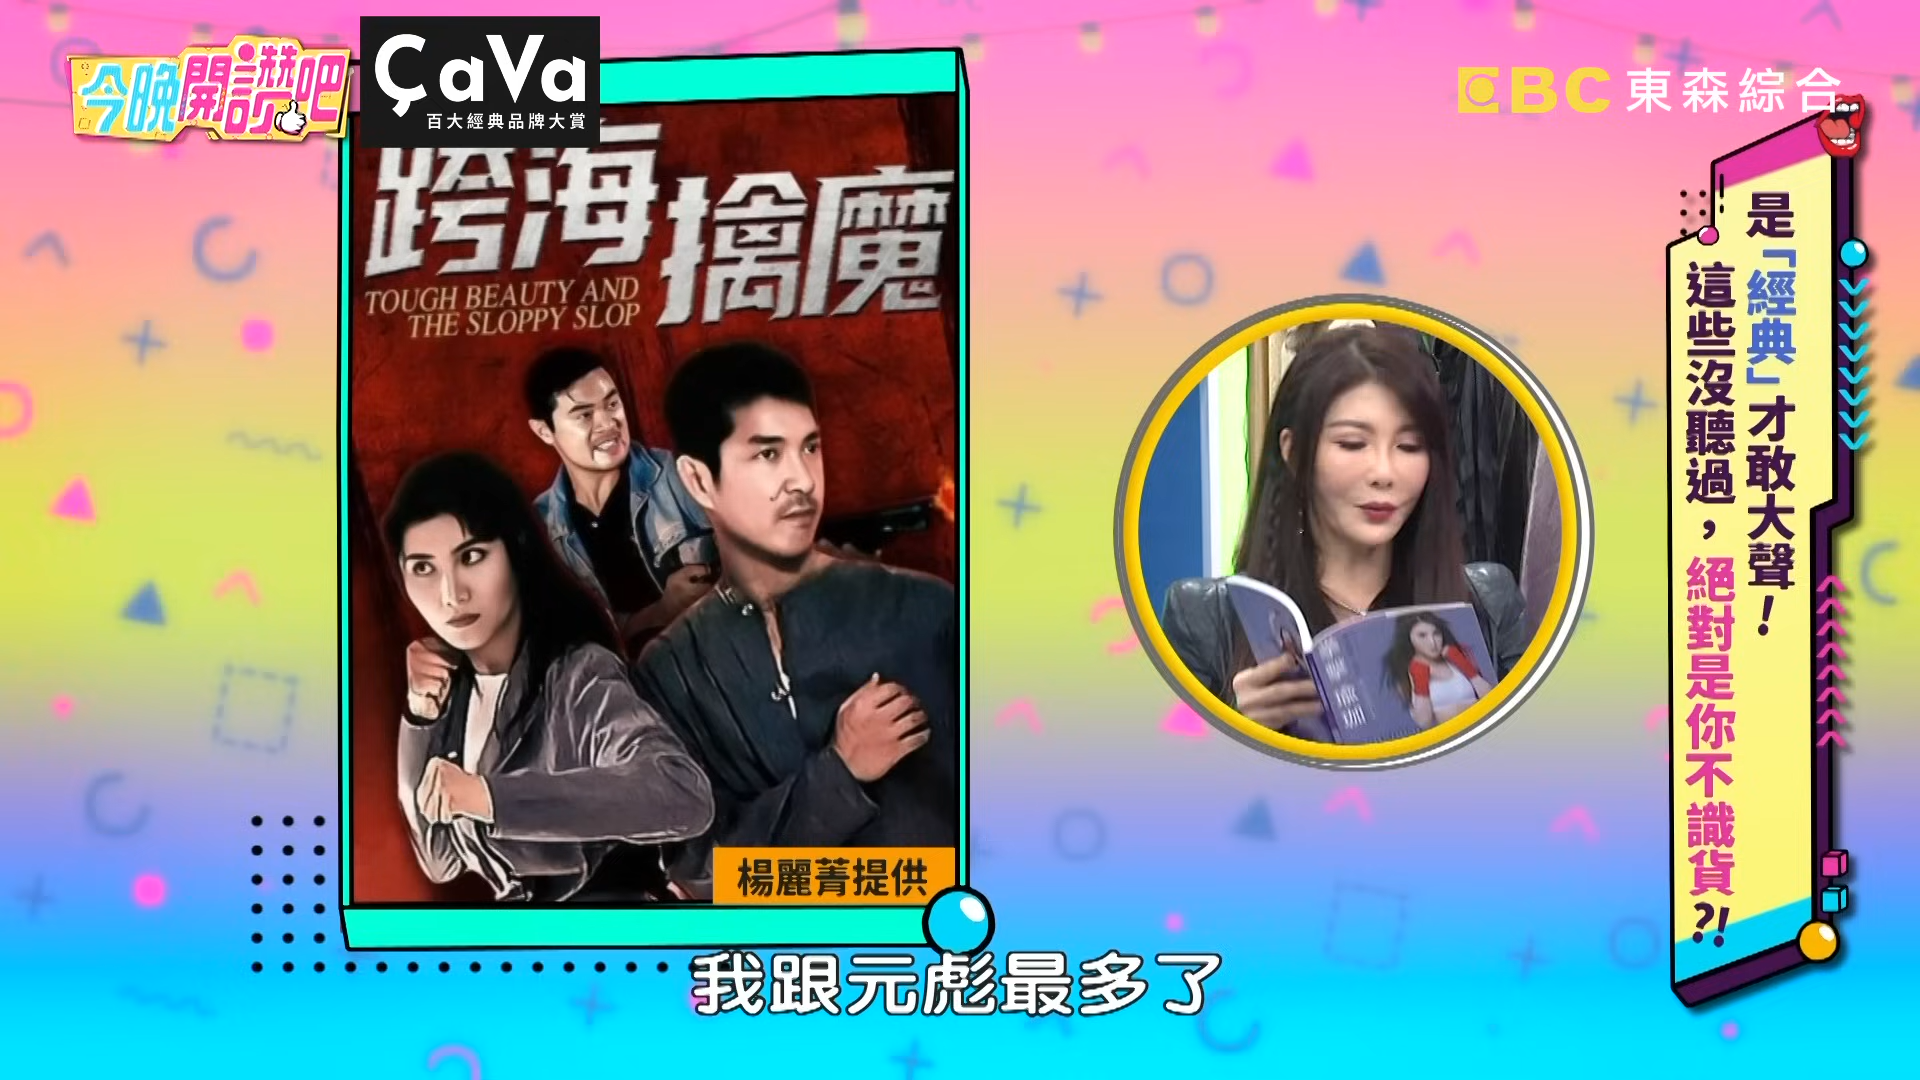 今晚開讚吧
ÇaVa
百大經典品牌大賞
EBC 東森綜合
跨海擒魔
TOUGH BEAUTY AND
THE SLOPPY SLOP
是「經典」才敢大聲！
這些沒聽過，絕對是你不識貨?!
楊麗菁提供
我跟元彪最多了